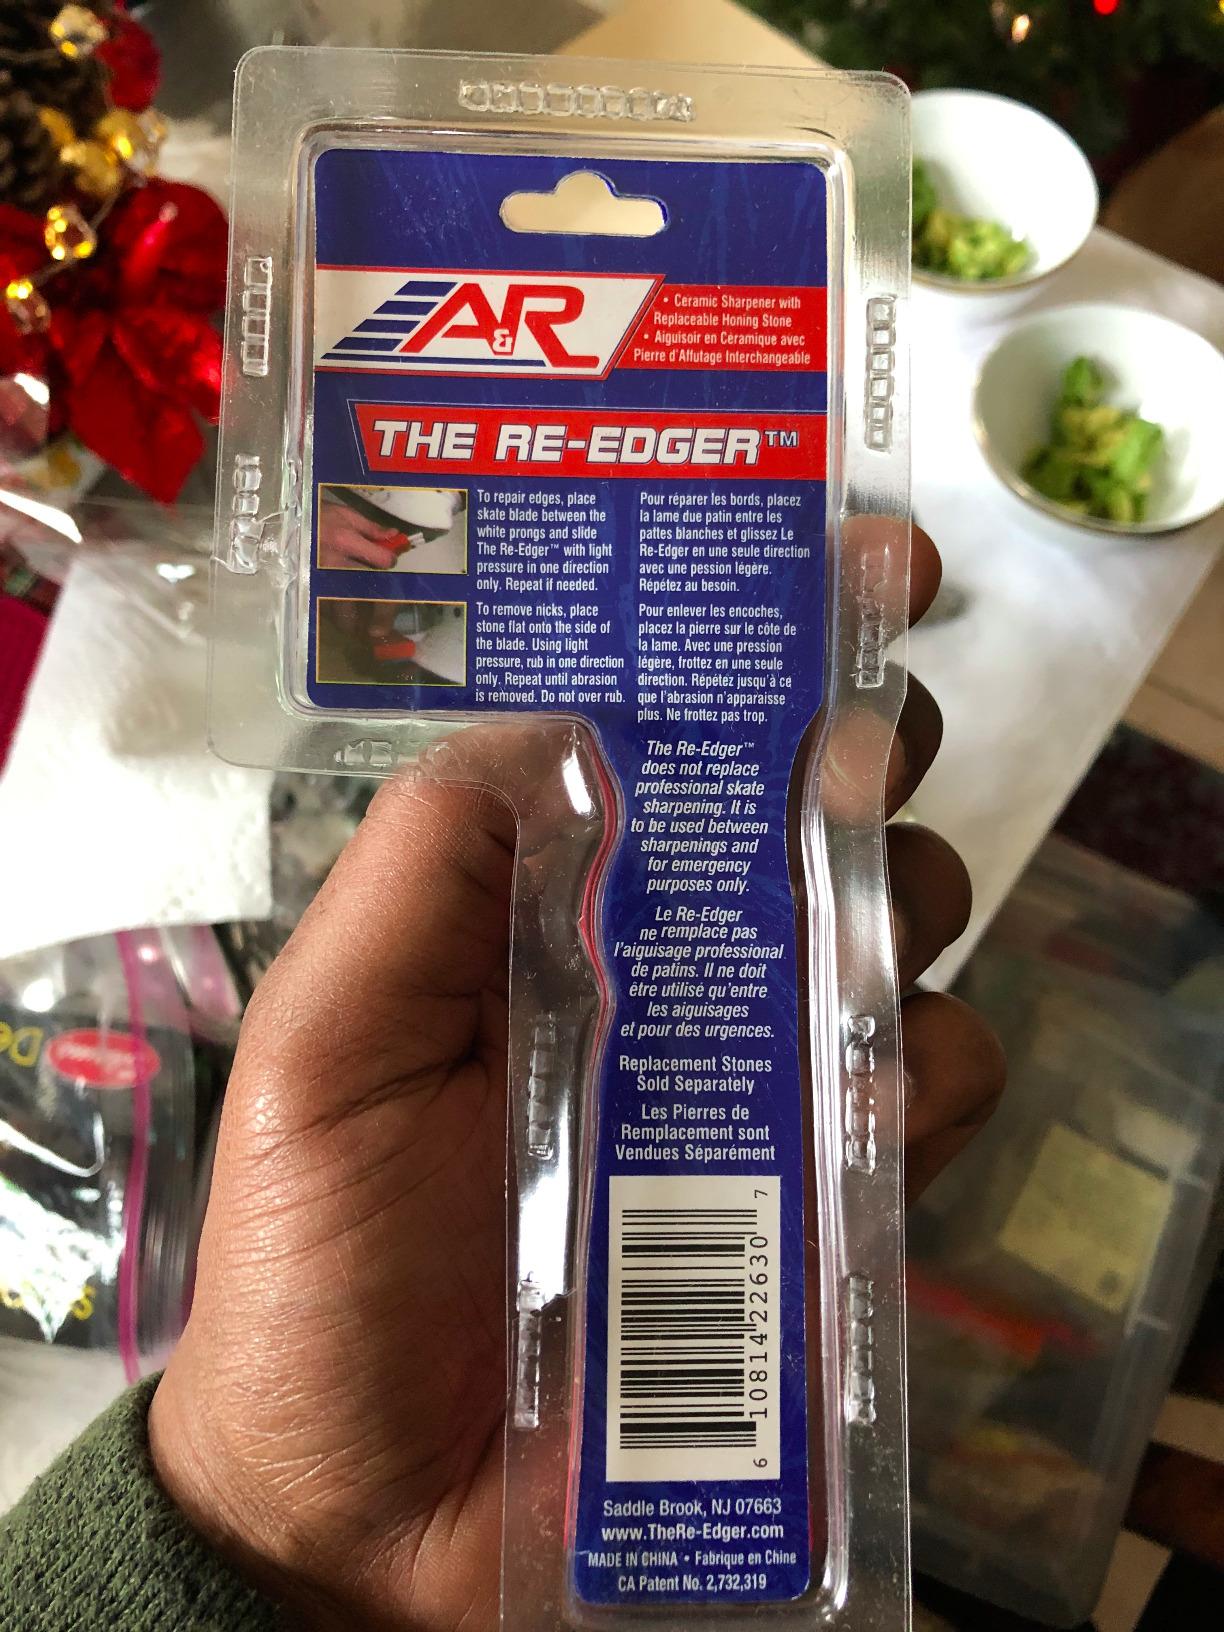 A&R
• Ceramic Sharpener with
Replaceable Honing Stone
• Aiguisoir en Céramique avec
Pierre d'Affutage Interchangeable
THE RE-EDGER™
To repair edges, place
skate blade between the
white prongs and slide
The Re-Edger™ with light
pressure in one direction
only. Repeat if needed.
Pour réparer les bords, placez
la lame due patin entre les
pattes blanches et glissez Le
Re-Edger en une seule direction
avec une pession légère.
Répétez au besoin.
To remove nicks, place
stone flat onto the side of
the blade. Using light
pressure, rub in one direction
only. Repeat until abrasion
is removed. Do not over rub.
Pour enlever les encoches,
placez la pierre sur le côte de
la lame. Avec une pression
légère, frottez en une seule
direction. Répétez jusqu'à ce
que l'abrasion n'apparaisse
plus. Ne frottez pas trop.
The Re-Edger™
does not replace
professional skate
sharpening. It is
to be used between
sharpenings and
for emergency
purposes only.
Le Re-Edger
ne remplace pas
l'aiguisage professional
de patins. Il ne doit
être utilisé qu'entre
les aiguisages
et pour des urgences.
Replacement Stones
Sold Separately
Les Pierres de
Remplacement sont
Vendues Séparément
6 10814 22630 7
Saddle Brook, NJ 07663
www.TheRe-Edger.com
MADE IN CHINA • Fabrique en Chine
CA Patent No. 2,732,319
De